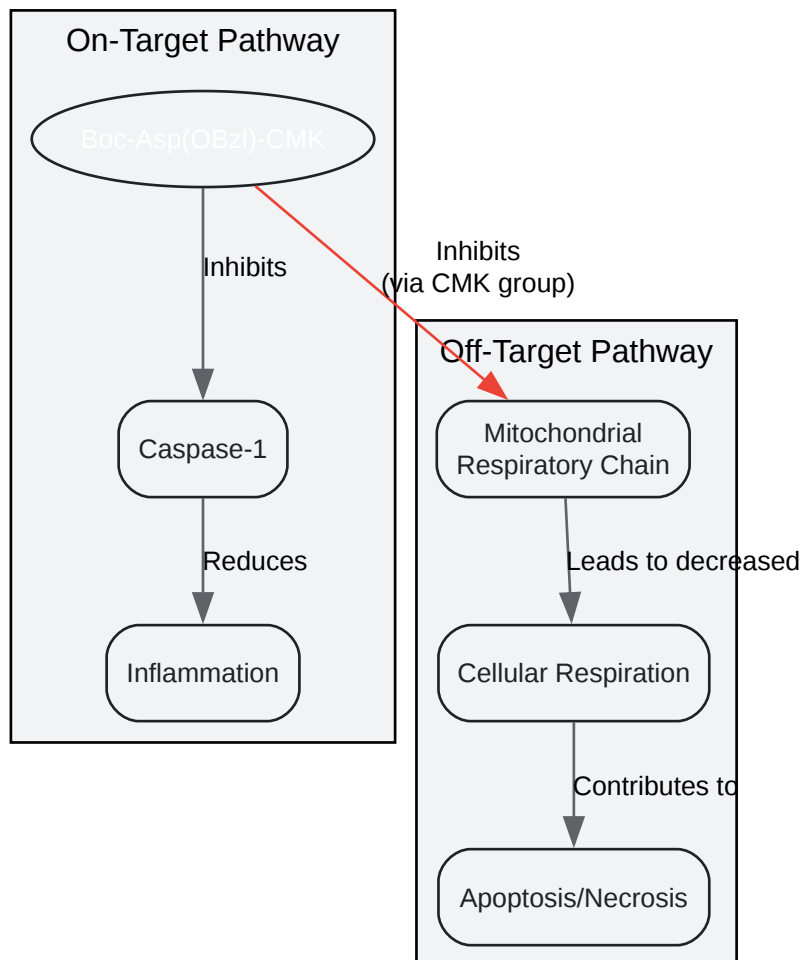 On-Target Pathway
Boc-Asp(OBzl)-CMK
Inhibits
Caspase-1
Reduces
Inflammation
Inhibits
(via CMK group)
Off-Target Pathway
Mitochondrial
Respiratory Chain
Leads to decreased
Cellular Respiration
Contributes to
Apoptosis/Necrosis